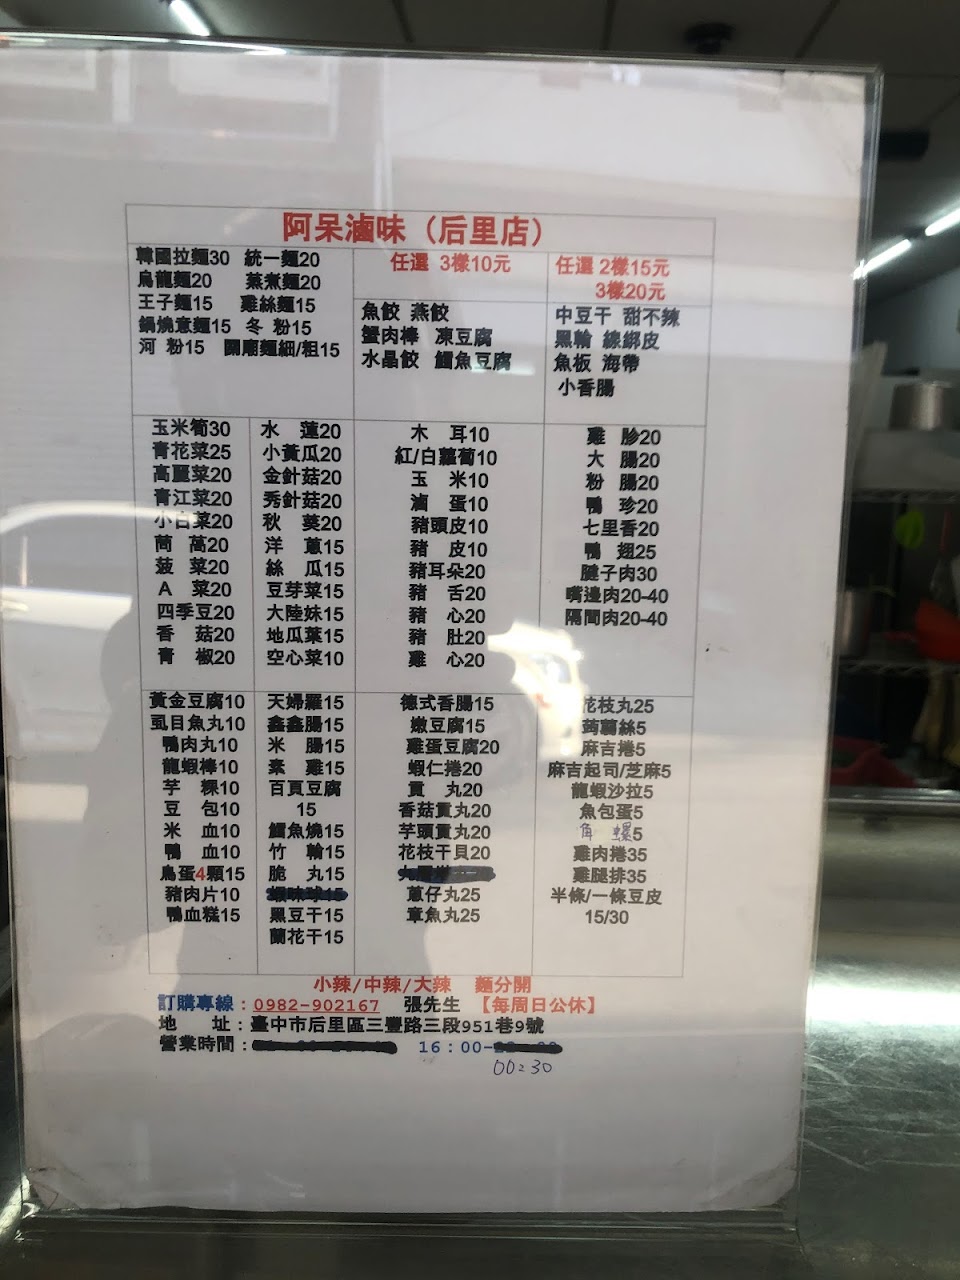 阿呆滷味（后里店）
韓國拉麵30 統一麵20
烏龍麵20 蒸煮麵20
王子麵15 雞絲麵15
鍋燒意麵15 冬 粉15
河 粉15 關廟麵細/粗15
任選 3樣10元
魚餃 燕餃
蟹肉棒 凍豆腐
水晶餃 鱈魚豆腐
任選 2樣15元
3樣20元
中豆干 甜不辣
黑輪 線綁皮
魚板 海帶
小香腸
玉米筍30
青花菜25
高麗菜20
青江菜20
小白菜20
茼 萵20
菠 菜20
A 菜20
四季豆20
香 菇20
青 椒20
水 蓮20
小黃瓜20
金針菇20
秀針菇20
秋 葵20
洋 蔥15
絲 瓜15
豆芽菜15
大陸妹15
地瓜葉15
空心菜10
木 耳10
紅/白蘿蔔10
玉 米10
滷 蛋10
豬頭皮10
豬 皮10
豬耳朵20
豬 舌20
豬 心20
豬 肚20
雞 心20
雞 胗20
大 腸20
粉 腸20
鴨 珍20
七里香20
鴨 翅25
腱子肉30
嘴邊肉20-40
隔間肉20-40
黃金豆腐10
虱目魚丸10
鴨肉丸10
龍蝦棒10
芋 粿10
豆 包10
米 血10
鴨 血10
鳥蛋4顆15
豬肉片10
鴨血糕15
天婦羅15
鑫鑫腸15
米 腸15
素 雞15
百頁豆腐
15
鱈魚燒15
竹 輪15
脆 丸15
黑豆干15
蘭花干15
德式香腸15
嫩豆腐15
雞蛋豆腐20
蝦仁捲20
貢 丸20
香菇貢丸20
芋頭貢丸20
花枝干貝20
蔥仔丸25
章魚丸25
花枝丸25
蒟蒻絲5
麻吉捲5
麻吉起司/芝麻5
龍蝦沙拉5
魚包蛋5
角 螺5
雞肉捲35
雞腿排35
半條/一條豆皮
15/30
小辣/中辣/大辣 麵分開
訂購專線：0982-902167 張先生 【每周日公休】
地 址：臺中市后里區三豐路三段951巷9號
營業時間： 16：00-
00:30